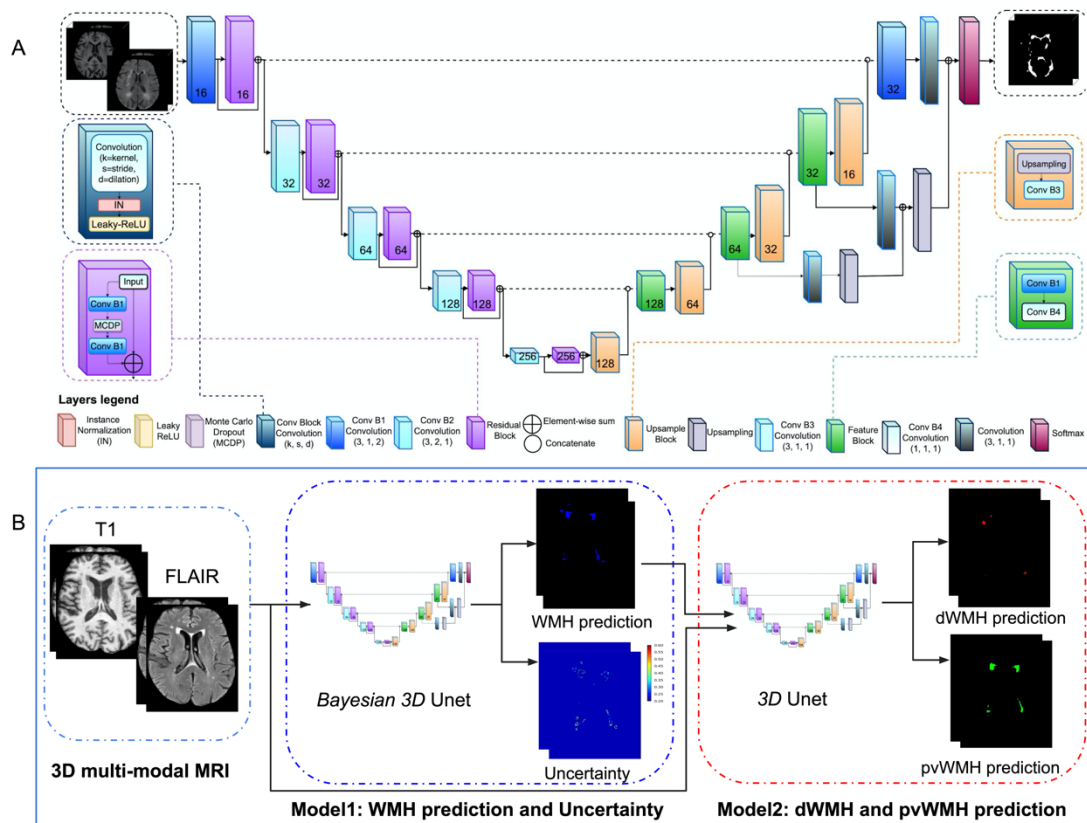 A
16
16
32
32
64
64
128
128
256
256
128
128
64
64
32
32
16
32
Convolution
(k=kernel,
s=stride,
d=dilation)
IN
Leaky-ReLU
Input
Conv B1
MCDP
Conv B1
Upsampling
Conv B3
Conv B1
Conv B4
Layers legend
Instance
Normalization
(IN)
Leaky
ReLU
Monte Carlo
Dropout
(MCDP)
Conv Block
Convolution
(k, s, d)
Conv B1
Convolution
(3, 1, 2)
Conv B2
Convolution
(3, 2, 1)
Residual
Block
Element-wise sum
Concatenate
Upsample
Block
Upsampling
Conv B3
Convolution
(3, 1, 1)
Feature
Block
Conv B4
Convolution
(1, 1, 1)
Convolution
(3, 1, 1)
Softmax
B
T1
FLAIR
3D multi-modal MRI
Bayesian 3D Unet
WMH prediction
Uncertainty
Model1: WMH prediction and Uncertainty
3D Unet
dWMH prediction
pvWMH prediction
Model2: dWMH and pvWMH prediction